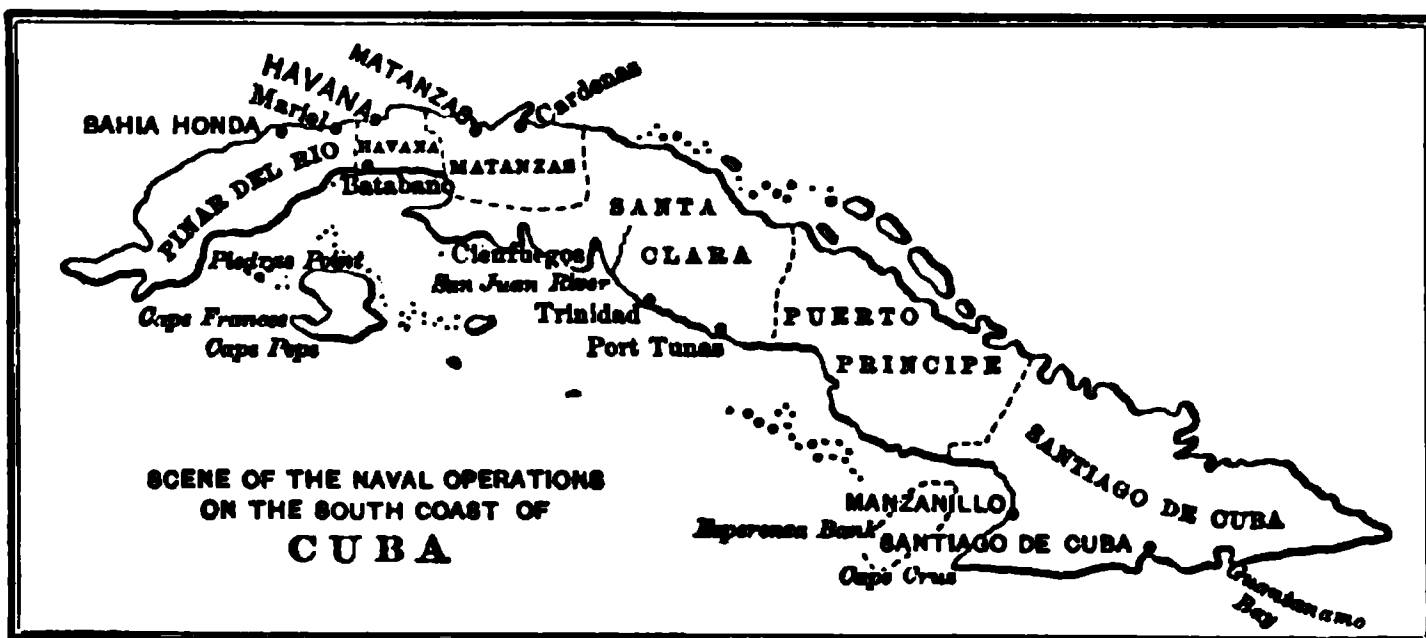 HAVANA
MATANZAS
Cardenas
Mariel
BAHIA HONDA
HAVANA
MATANZAS
PINAR DEL RIO
Batabano
SANTA
CLARA
Piedras Point
Cienfuegos
San Juan River
Cape Frances
Cape Pepe
Trinidad
Port Tunas
PUERTO
PRINCIPE
SANTIAGO DE CUBA
SCENE OF THE NAVAL OPERATIONS
ON THE SOUTH COAST OF
CUBA
MANZANILLO
Bank
SANTIAGO DE CUBA
Cape Crus
Guantanamo
Bay